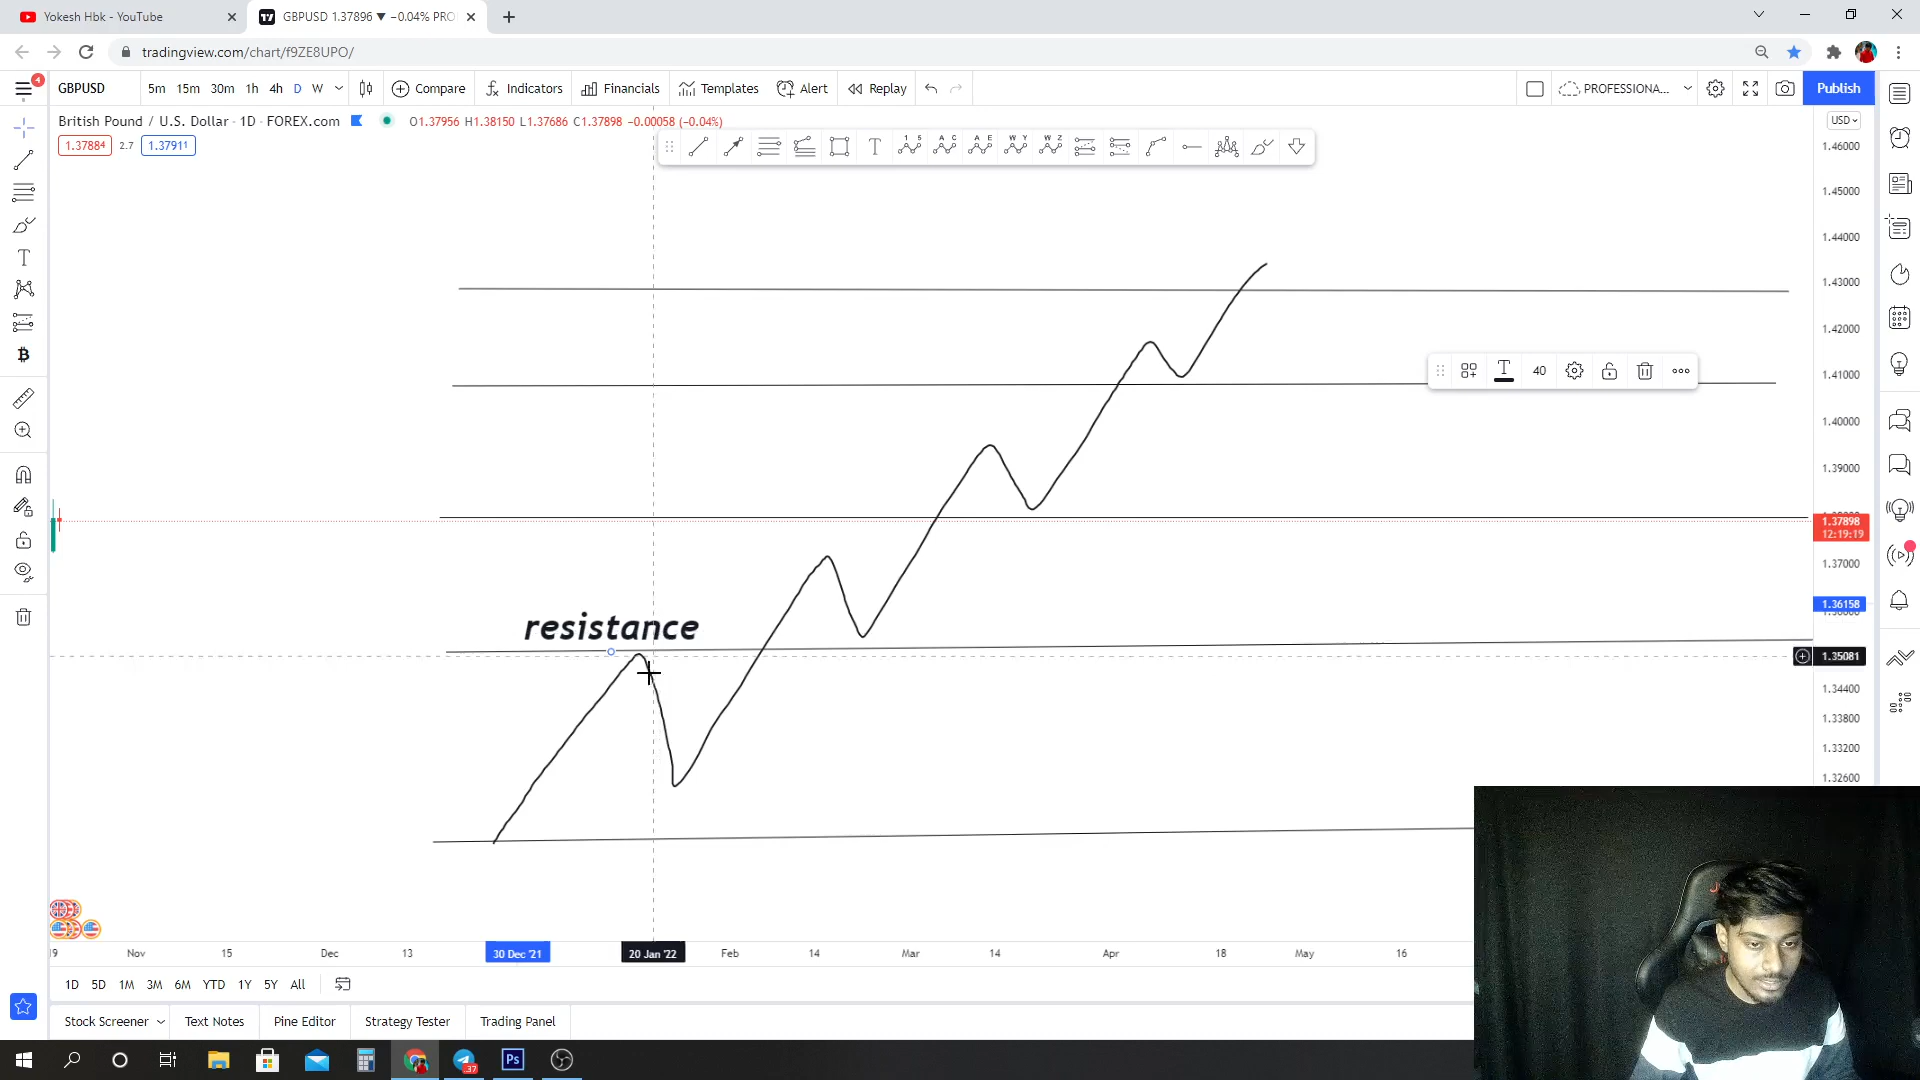 Yokesh Hbk - YouTube
GBPUSD 1.37896 ▼ −0.04% PRO
tradingview.com/chart/f9ZE8UPO/
4
GBPUSD 5m 15m 30m 1h 4h D W Compare Indicators Financials Templates Alert Replay PROFESSIONA... Publish
British Pound / U.S. Dollar · 1D · FOREX.com O1.37956 H1.38150 L1.37686 C1.37898 −0.00058 (−0.04%) USD
1.37884 2.7 1.37911
1.46000
1.45000
1.44000
1.43000
1.42000
1.41000
40
1.40000
1.39000
1.37898
12:19:19
1.37000
1.36158
resistance
1.35081
1.34400
1.33800
1.33200
1.32600
Nov 15 Dec 13 30 Dec '21 20 Jan '22 Feb 14 Mar 14 Apr 18 May 16
1D 5D 1M 3M 6M YTD 1Y 5Y All
Stock Screener Text Notes Pine Editor Strategy Tester Trading Panel
Ps